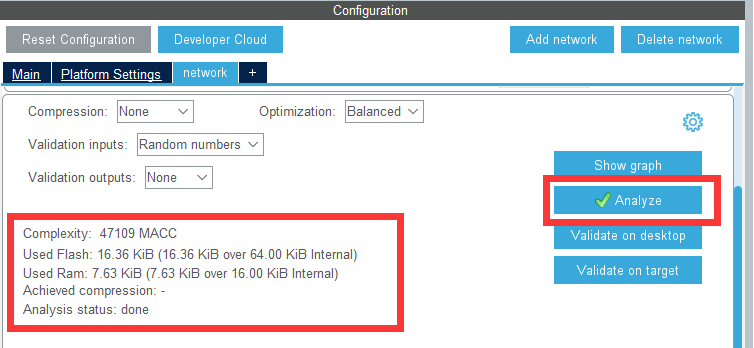 Configuration
Reset Configuration Developer Cloud Add network Delete network
Main Platform Settings network +
Compression: None Optimization: Balanced
Validation inputs: Random numbers
Validation outputs: None
Show graph
Analyze
Validate on desktop
Validate on target
Complexity: 47109 MACC
Used Flash: 16.36 KiB (16.36 KiB over 64.00 KiB Internal)
Used Ram: 7.63 KiB (7.63 KiB over 16.00 KiB Internal)
Achieved compression: -
Analysis status: done